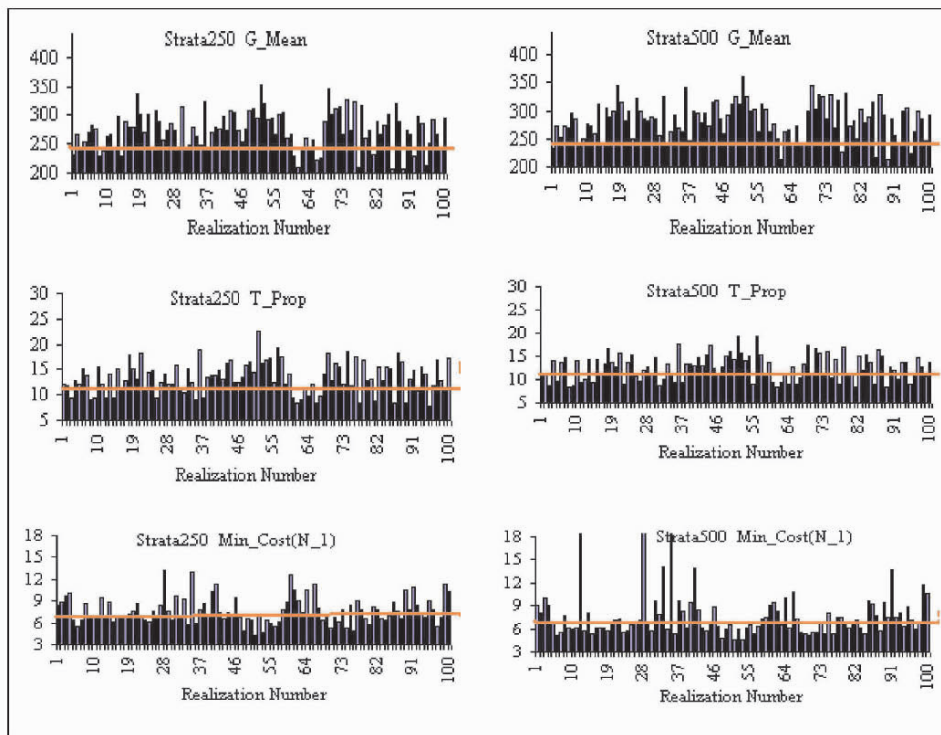 Strata250 G_Mean
400
350
300
250
200
1 10 19 28 37 46 55 64 73 82 91 100
Realization Number
Strata500 G_Mean
400
350
300
250
200
1 10 19 28 37 46 55 64 73 82 91 100
Realization Number
Strata250 T_Prop
30
25
20
15
10
5
1 10 19 28 37 46 55 64 73 82 91 100
Realization Number
Strata500 T_Prop
30
25
20
15
10
5
1 10 19 28 37 46 55 64 73 82 91 100
Realization Number
Strata250 Min_Cost(N_1)
18
15
12
9
6
3
1 10 19 28 37 46 55 64 73 82 91 100
Realization Number
Strata500 Min_Cost(N_1)
18
15
12
9
6
3
1 10 19 28 37 46 55 64 73 82 91 100
Realization Number